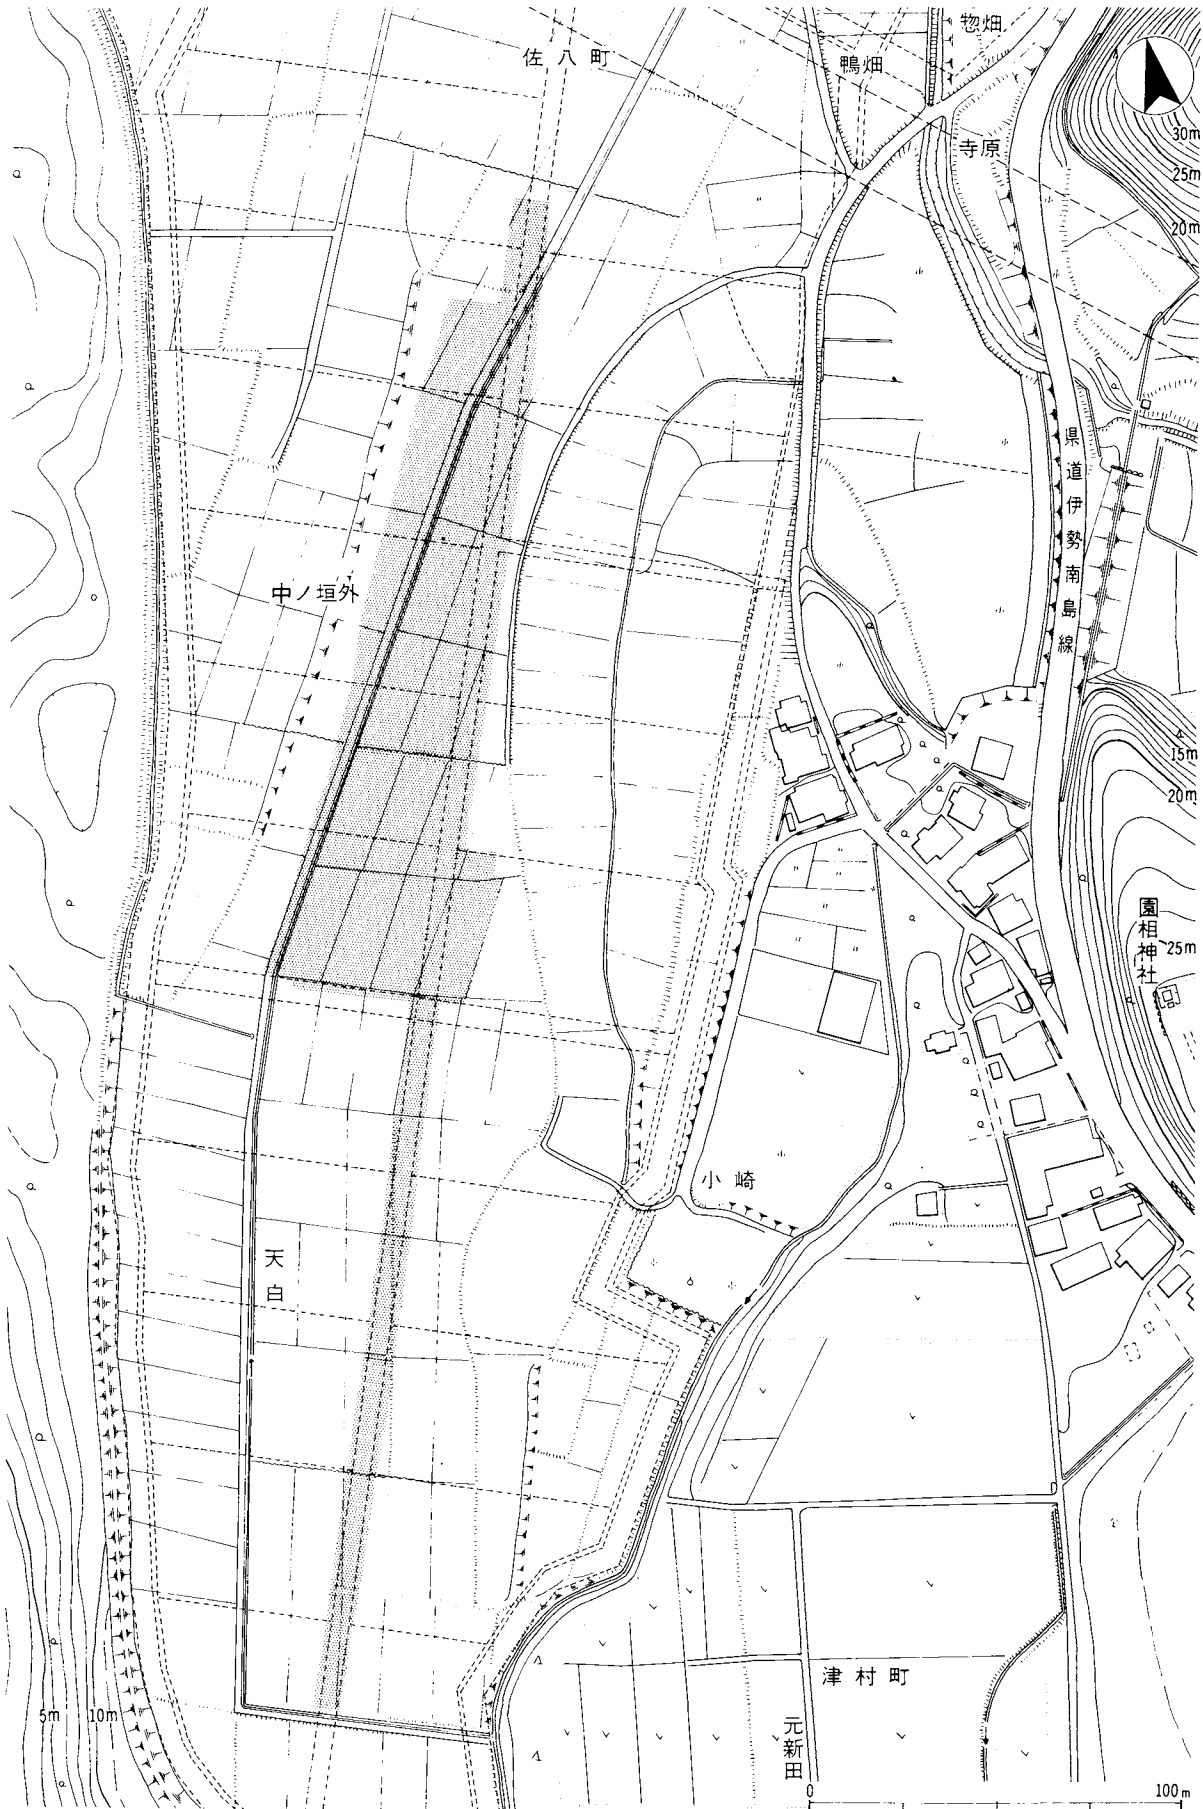 惣畑
佐八町
鴨畑
寺原
30m
25m
20m
県道伊勢南島線
中ノ垣外
15m
20m
園相神社
25m
小崎
天白
津村町
5m
10m
元新田
0
100m